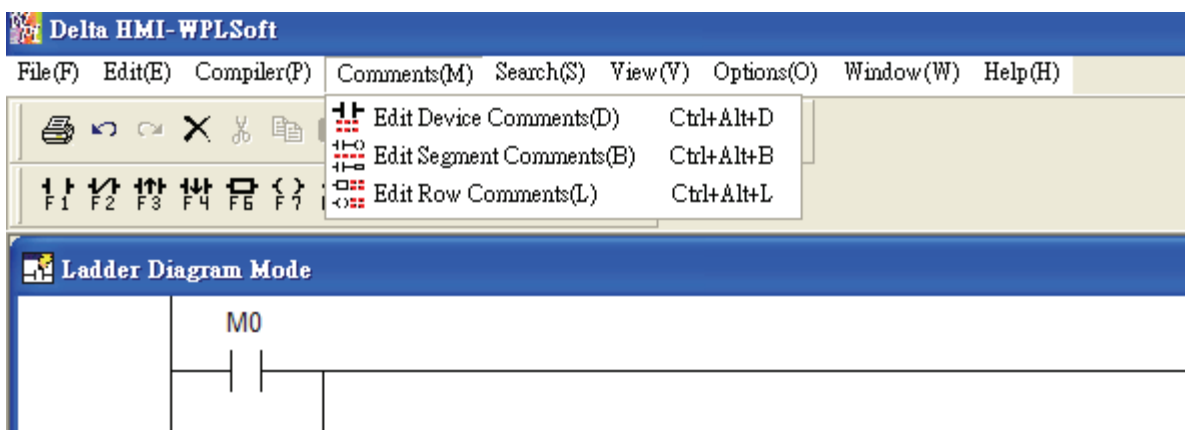 Delta HMI-WPLSoft
File(F) Edit(E) Compiler(P) Comments(M) Search(S) View(V) Options(O) Window(W) Help(H)
Edit Device Comments(D) Ctrl+Alt+D
Edit Segment Comments(B) Ctrl+Alt+B
Edit Row Comments(L) Ctrl+Alt+L
F1 F2 F3 F4 F6 F7
Ladder Diagram Mode
M0